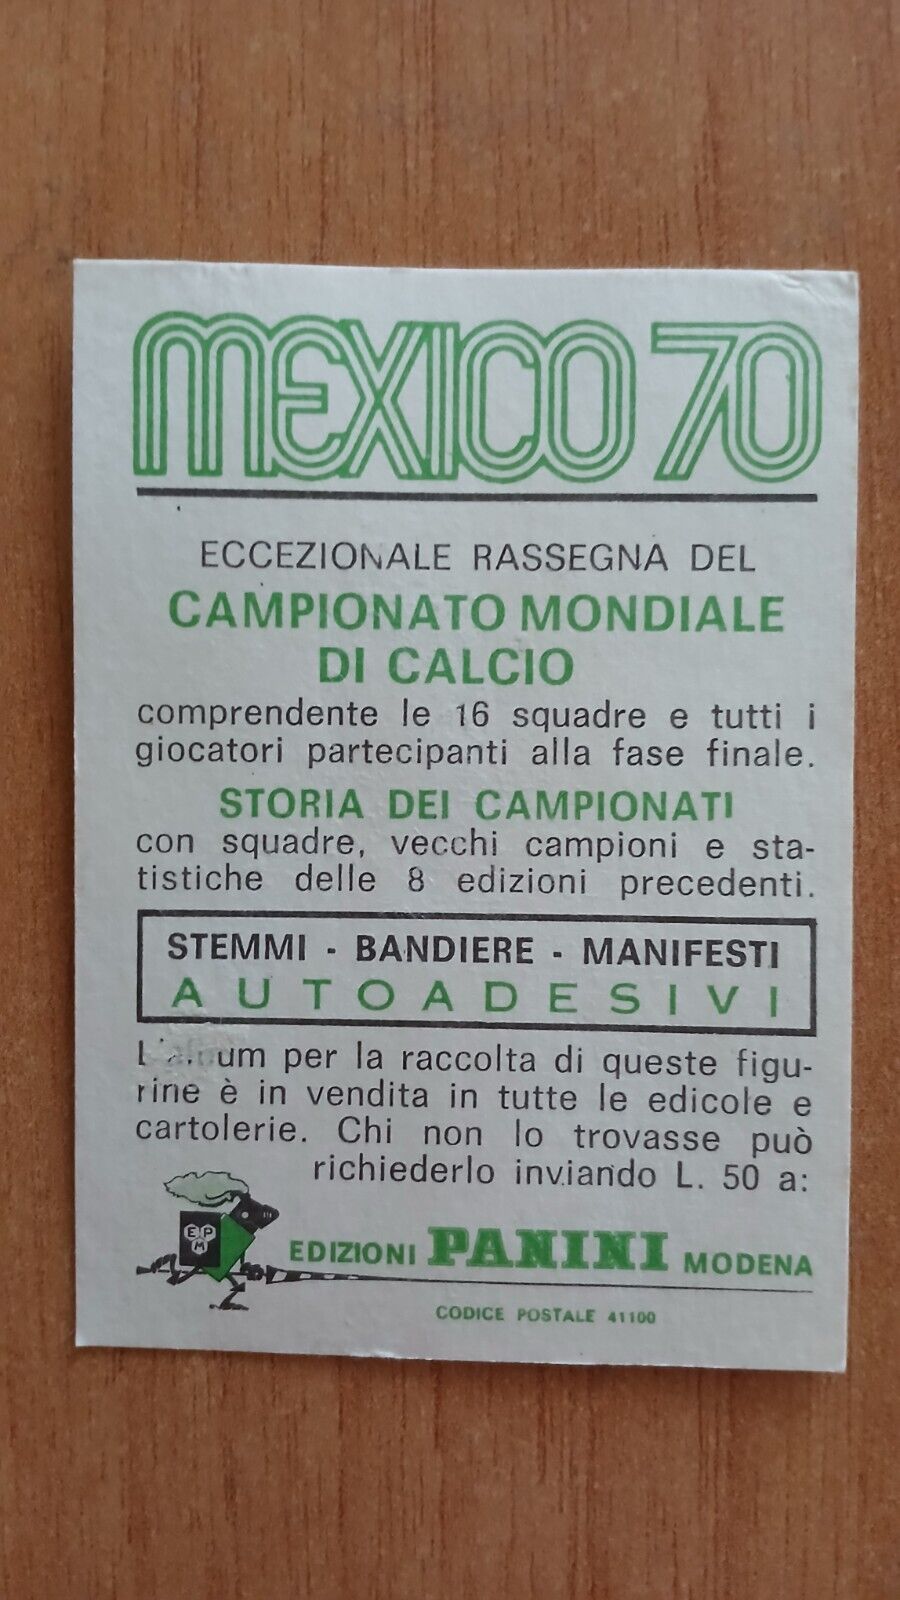 MEXICO 70
ECCEZIONALE RASSEGNA DEL
CAMPIONATO MONDIALE
DI CALCIO
comprendente le 16 squadre e tutti i
giocatori partecipanti alla fase finale.
STORIA DEI CAMPIONATI
con squadre, vecchi campioni e sta-
tistiche delle 8 edizioni precedenti.
STEMMI - BANDIERE - MANIFESTI
AUTOADESIVI
L'album per la raccolta di queste figu-
rine è in vendita in tutte le edicole e
cartolerie. Chi non lo trovasse può
richiederlo inviando L. 50 a:
EPM
EDIZIONI PANINI MODENA
CODICE POSTALE 41100